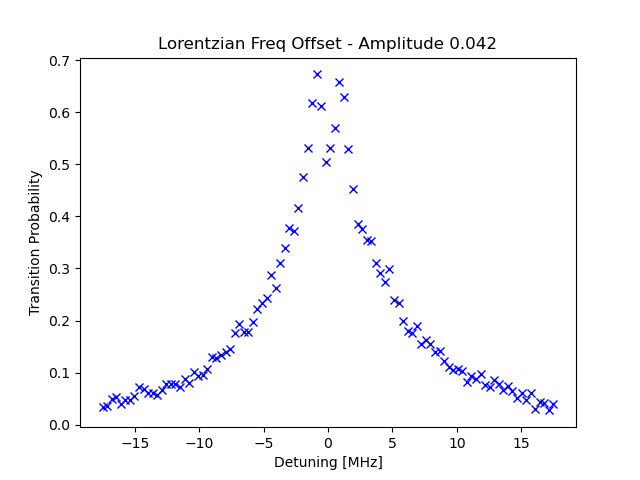 Lorentzian Freq Offset - Amplitude 0.042
Transition Probability
0.7
0.6
0.5
0.4
0.3
0.2
0.1
0.0
−15 −10 −5 0 5 10 15
Detuning [MHz]